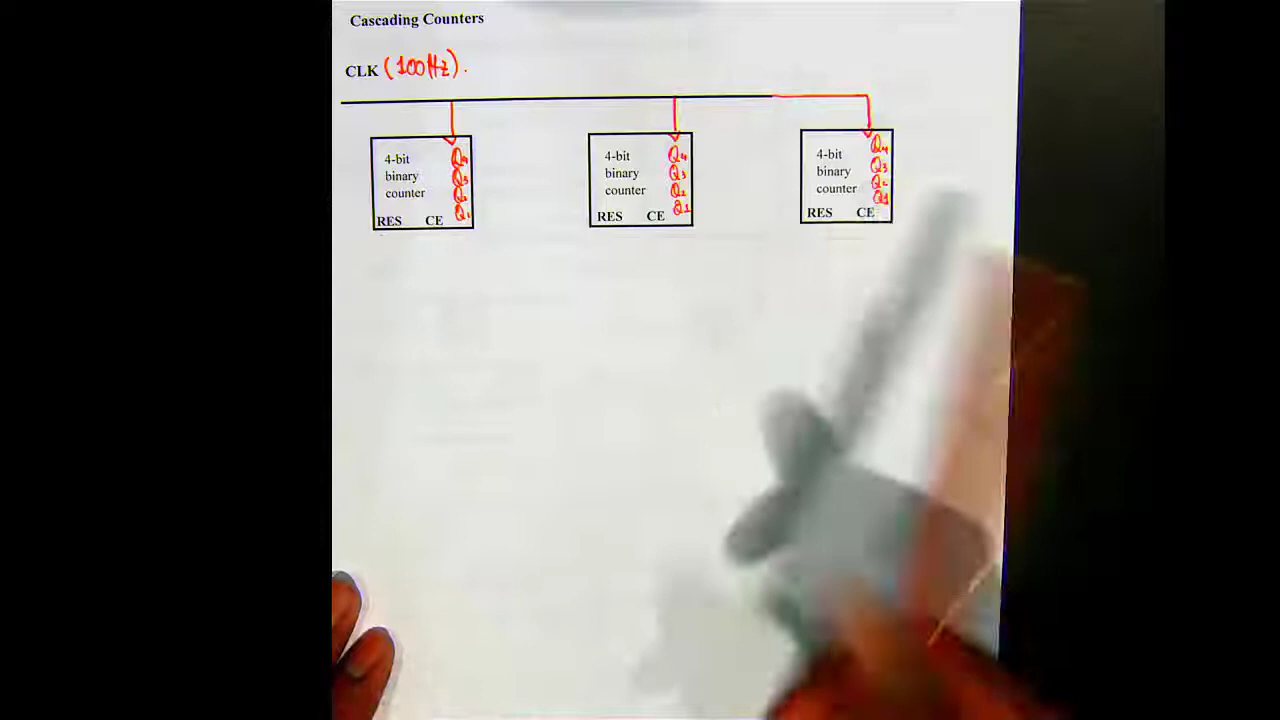 Cascading Counters
CLK (100Hz).
4-bit
binary
counter
RES CE
Q4
Q3
Q2
Q1
4-bit
binary
counter
RES CE
Q4
Q3
Q2
Q1
4-bit
binary
counter
RES CE
Q4
Q3
Q2
Q1